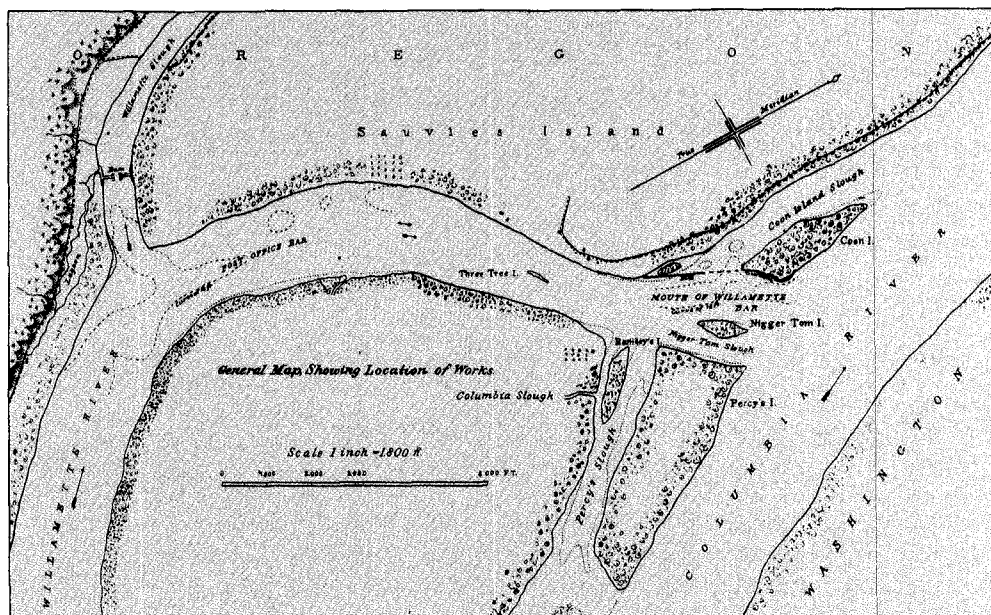 O R E G O N
Willamette Slough
Sauvies Island
True Meridian
Coon Island Slough
Coon I.
POST OFFICE BAR
Three Tree I.
MOUTH OF WILLAMETTE
BAR
Nigger Tom I.
Nigger Tom Slough
General Map, Showing Location of Works.
Columbia Slough
Percy's I.
Scale 1 inch = 1800 ft.
Percy's Slough
WILLAMETTE RIVER
COLUMBIA RIVER
WASHINGTON